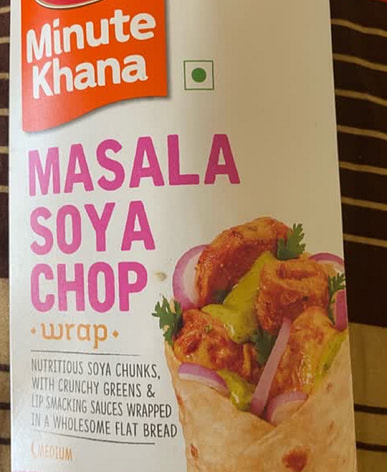 Minute
Khana
MASALA
SOYA
CHOP
wrap
NUTRITIOUS SOYA CHUNKS,
WITH CRUNCHY GREENS &
LIP SMACKING SAUCES WRAPPED
IN A WHOLESOME FLAT BREAD
MEDIUM